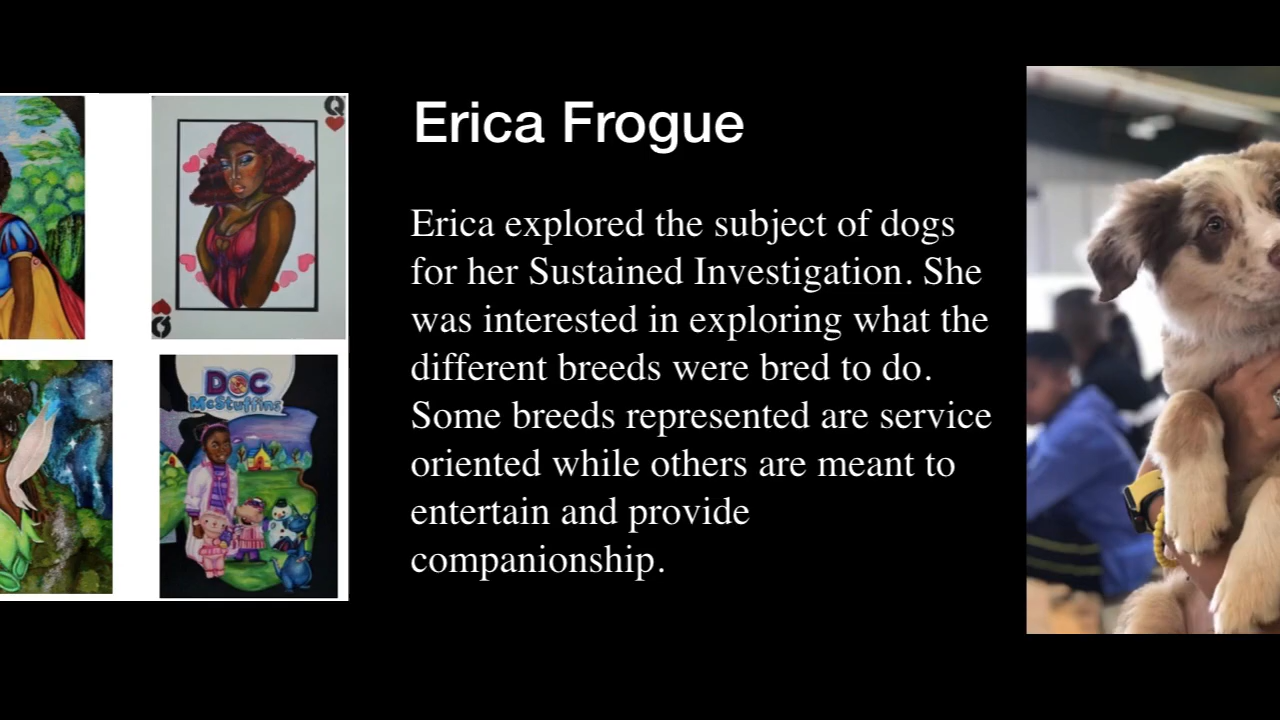 Q
Erica Frogue
Erica explored the subject of dogs
for her Sustained Investigation. She
was interested in exploring what the
different breeds were bred to do.
Some breeds represented are service
oriented while others are meant to
entertain and provide
companionship.
Q
DOC
McStuffins